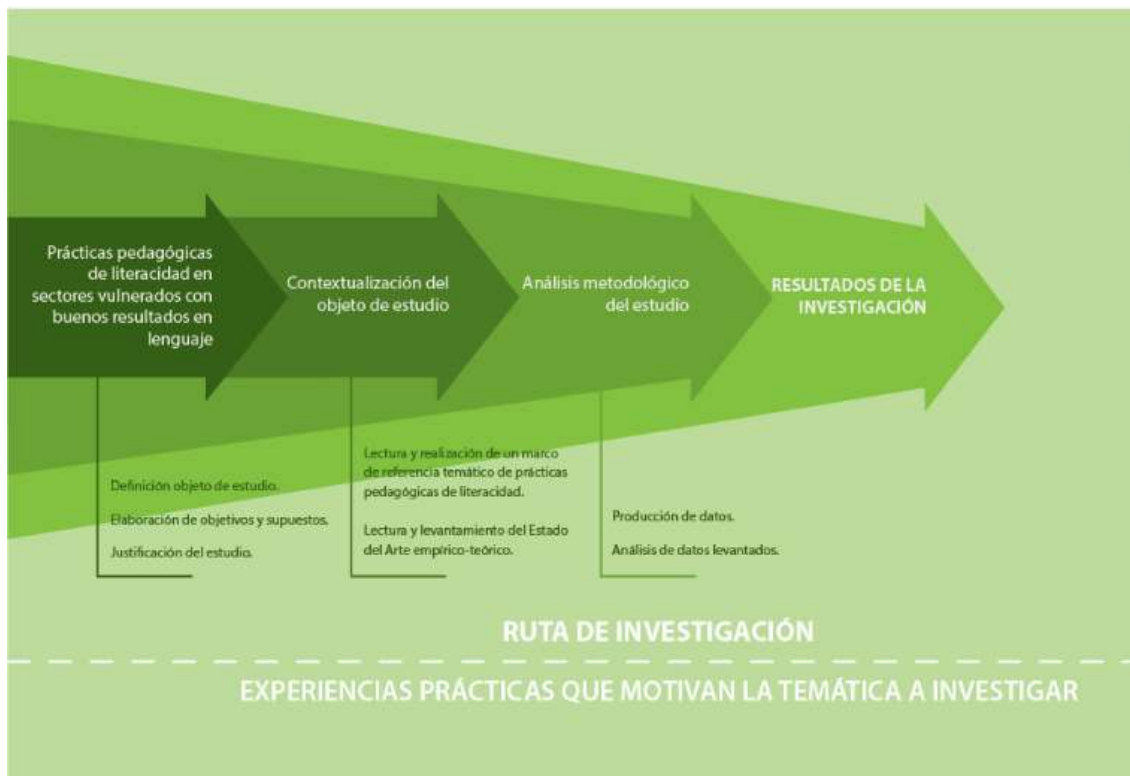 Prácticas pedagógicas
de literacidad en
sectores vulnerados con
buenos resultados en
lenguaje
Contextualización del
objeto de estudio
Análisis metodológico
del estudio
RESULTADOS DE LA
INVESTIGACIÓN
Definición objeto de estudio.
Elaboración de objetivos y supuestos.
Justificación del estudio.
Lectura y realización de un marco
de referencia temático de prácticas
pedagógicas de literacidad.
Lectura y levantamiento del Estado
del Arte empírico-teórico.
Producción de datos.
Análisis de datos levantados.
RUTA DE INVESTIGACIÓN
EXPERIENCIAS PRÁCTICAS QUE MOTIVAN LA TEMÁTICA A INVESTIGAR